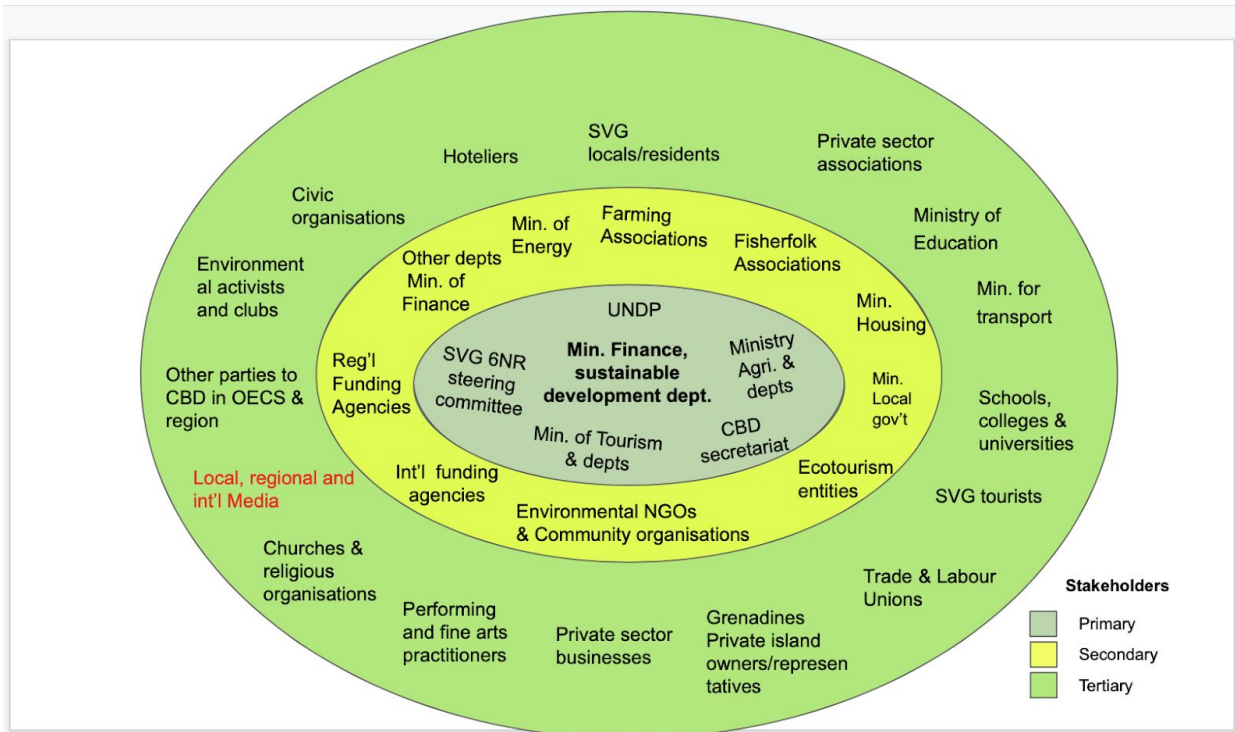 SVG
locals/residents
Hoteliers
Private sector
associations
Civic
organisations
Ministry of
Education
Environment
al activists
and clubs
Min. for
transport
Other parties to
CBD in OECS &
region
Schools,
colleges &
universities
Local, regional and
int'l Media
SVG tourists
Churches &
religious
organisations
Trade & Labour
Unions
Performing
and fine arts
practitioners
Private sector
businesses
Grenadines
Private island
owners/represen
tatives
Min. of
Energy
Farming
Associations
Fisherfolk
Associations
Other depts
Min. of
Finance
Min.
Housing
Reg'l
Funding
Agencies
Min.
Local
gov't
Int'l funding
agencies
Ecotourism
entities
Environmental NGOs
& Community organisations
UNDP
SVG 6NR
steering
committee
Min. Finance,
sustainable
development dept.
Ministry
Agri. &
depts
Min. of Tourism
& depts
CBD
secretariat
Stakeholders
Primary
Secondary
Tertiary